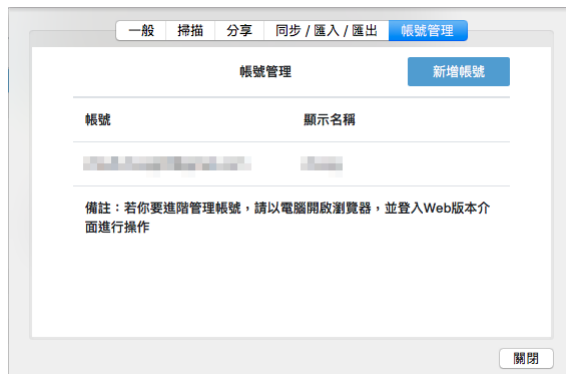 一般 掃描 分享 同步 / 匯入 / 匯出 帳號管理
帳號管理 新增帳號
帳號 顯示名稱
備註：若你要進階管理帳號，請以電腦開啟瀏覽器，並登入Web版本介
面進行操作
關閉